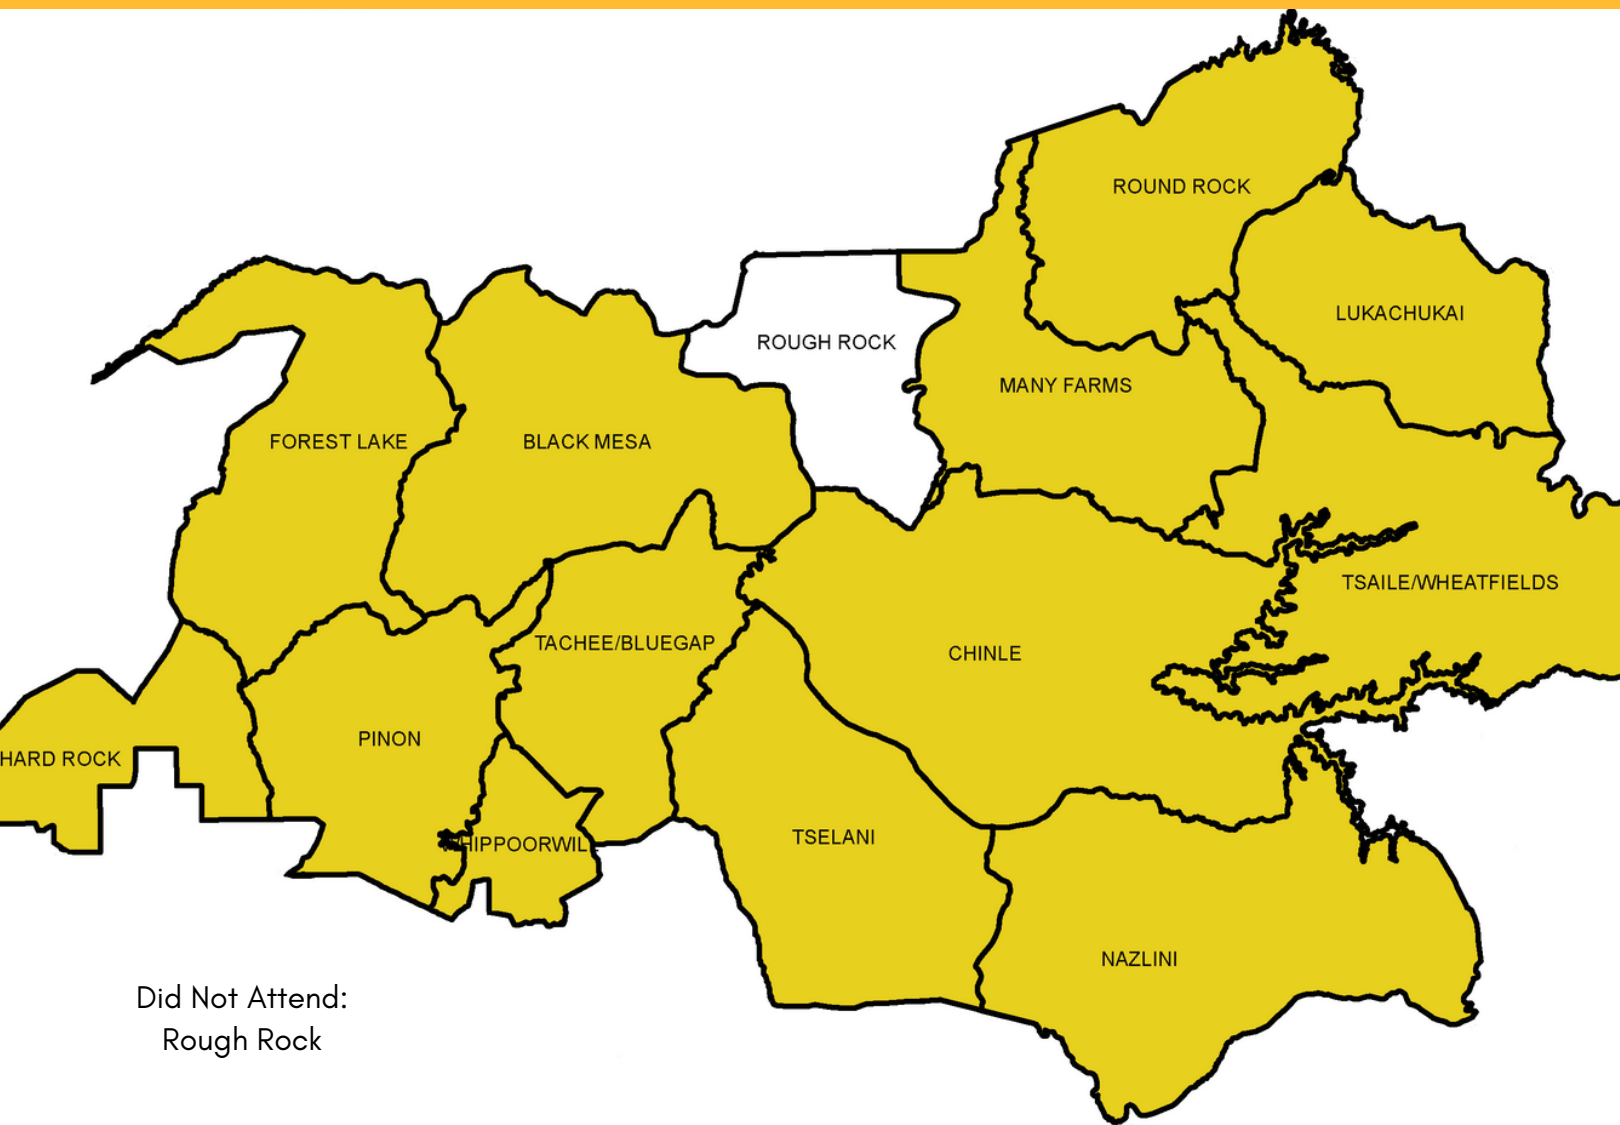 ROUND ROCK
LUKACHUKAI
ROUGH ROCK
MANY FARMS
FOREST LAKE
BLACK MESA
TSAILE/WHEATFIELDS
TACHEE/BLUEGAP
CHINLE
PINON
HARD ROCK
TSELANI
NAZLINI
Did Not Attend:
Rough Rock